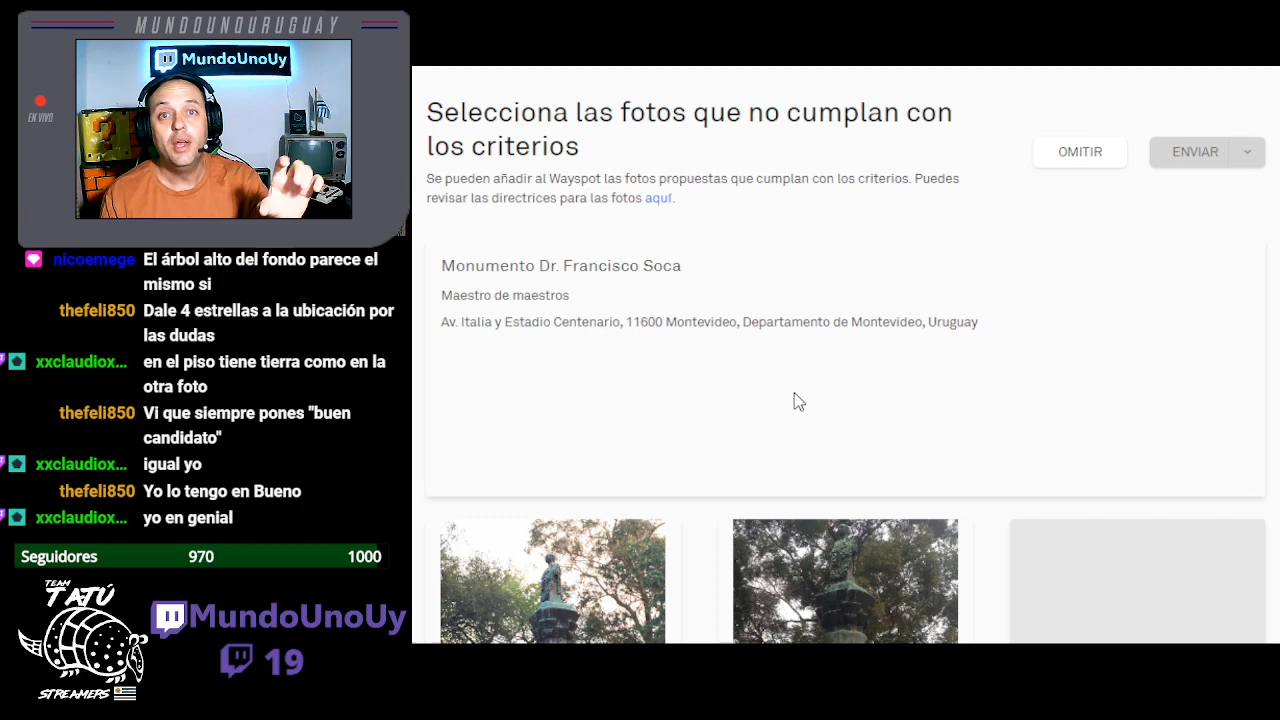 MUNDOUNOURUGUAY
MundoUnoUy
EN VIVO
nicoemege El árbol alto del fondo parece el
mismo si
thefeli850 Dale 4 estrellas a la ubicación por
las dudas
xxclaudiox... en el piso tiene tierra como en la
otra foto
thefeli850 Vi que siempre pones "buen
candidato"
xxclaudiox... igual yo
thefeli850 Yo lo tengo en Bueno
xxclaudiox... yo en genial
Seguidores 970 1000
TEAM
TATÚ
STREAMERS
MundoUnoUy
19
Selecciona las fotos que no cumplan con
los criterios
Se pueden añadir al Wayspot las fotos propuestas que cumplan con los criterios. Puedes
revisar las directrices para las fotos aquí.
OMITIR
ENVIAR
Monumento Dr. Francisco Soca
Maestro de maestros
Av. Italia y Estadio Centenario, 11600 Montevideo, Departamento de Montevideo, Uruguay